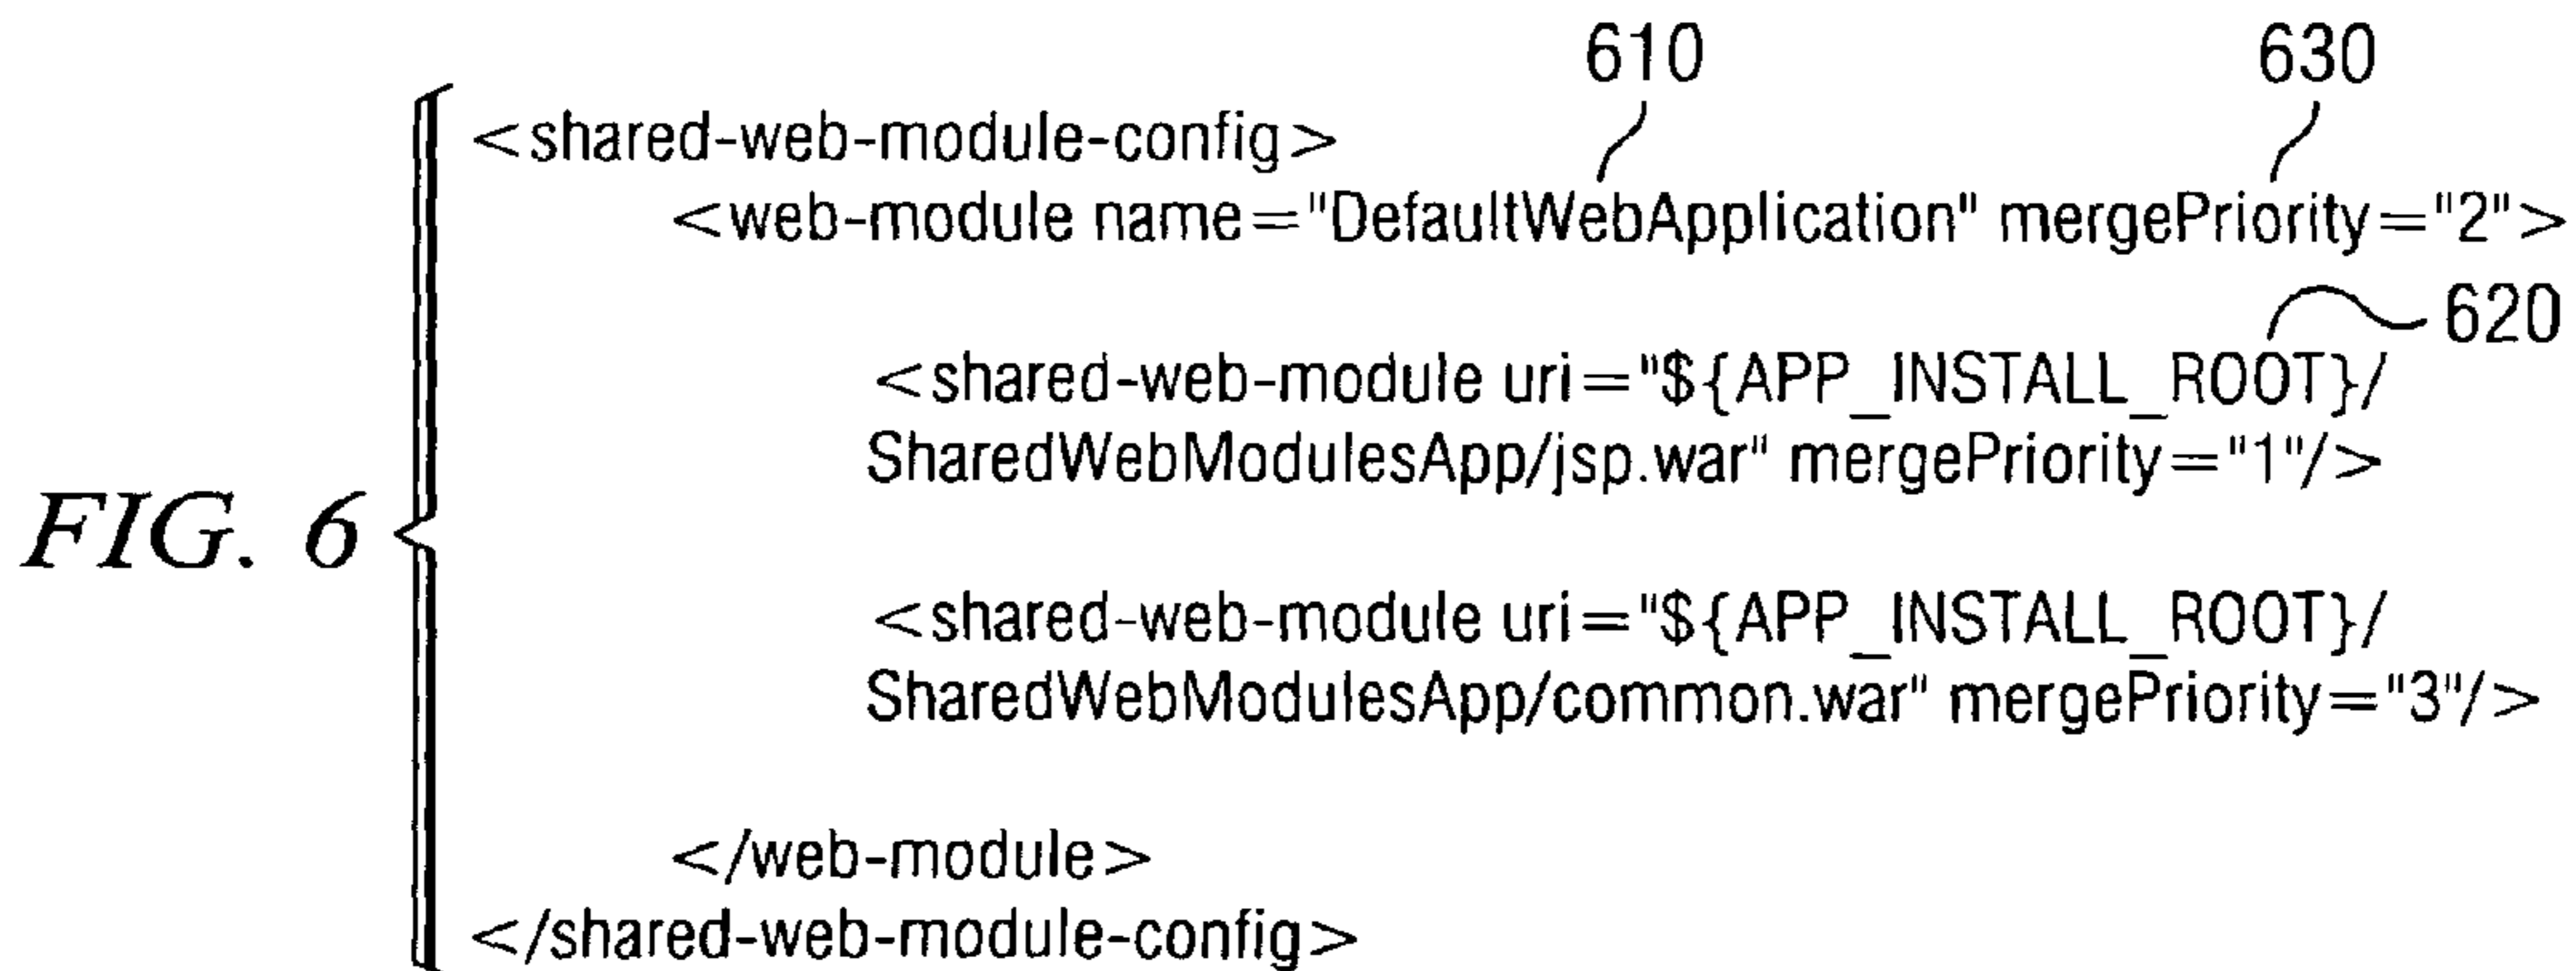 610 630
<shared-web-module-config>
<web-module name="DefaultWebApplication" mergePriority="2">
620
<shared-web-module uri="${APP_INSTALL_ROOT}/
SharedWebModulesApp/jsp.war" mergePriority="1"/>
FIG. 6
<shared-web-module uri="${APP_INSTALL_ROOT}/
SharedWebModulesApp/common.war" mergePriority="3"/>
</web-module>
</shared-web-module-config>